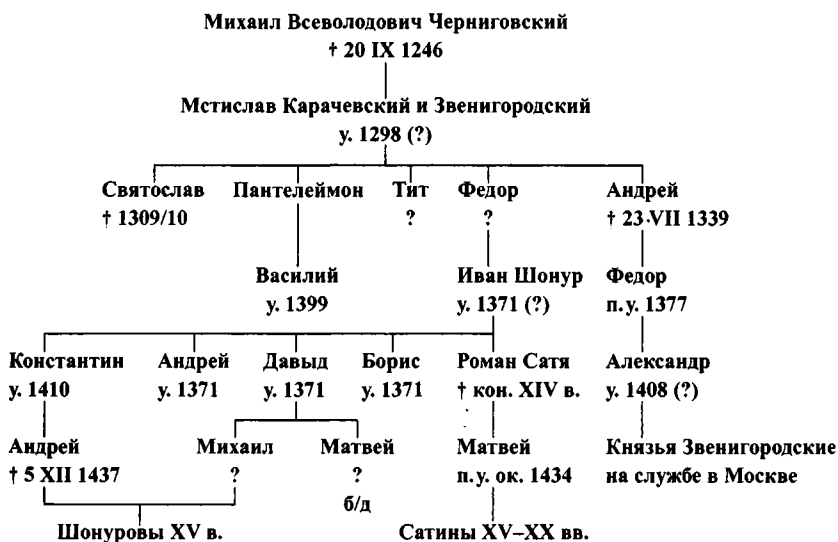 Михаил Всеволодович Черниговский
† 20 IX 1246
Мстислав Карачевский и Звенигородский
у. 1298 (?)
Святослав Пантелеймон Тит Федор Андрей
† 1309/10 ? ? † 23 VII 1339
Василий Иван Шонур Федор
у. 1399 у. 1371 (?) п.у. 1377
Константин Андрей Давыд Борис Роман Сатя Александр
у. 1410 у. 1371 у. 1371 у. 1371 † кон. XIV в. у. 1408 (?)
Андрей Михаил Матвей Матвей Князья Звенигородские
† 5 XII 1437 ? ? п.у. ок. 1434 на службе в Москве
б/д
Шонуровы XV в. Сатины XV–XX вв.